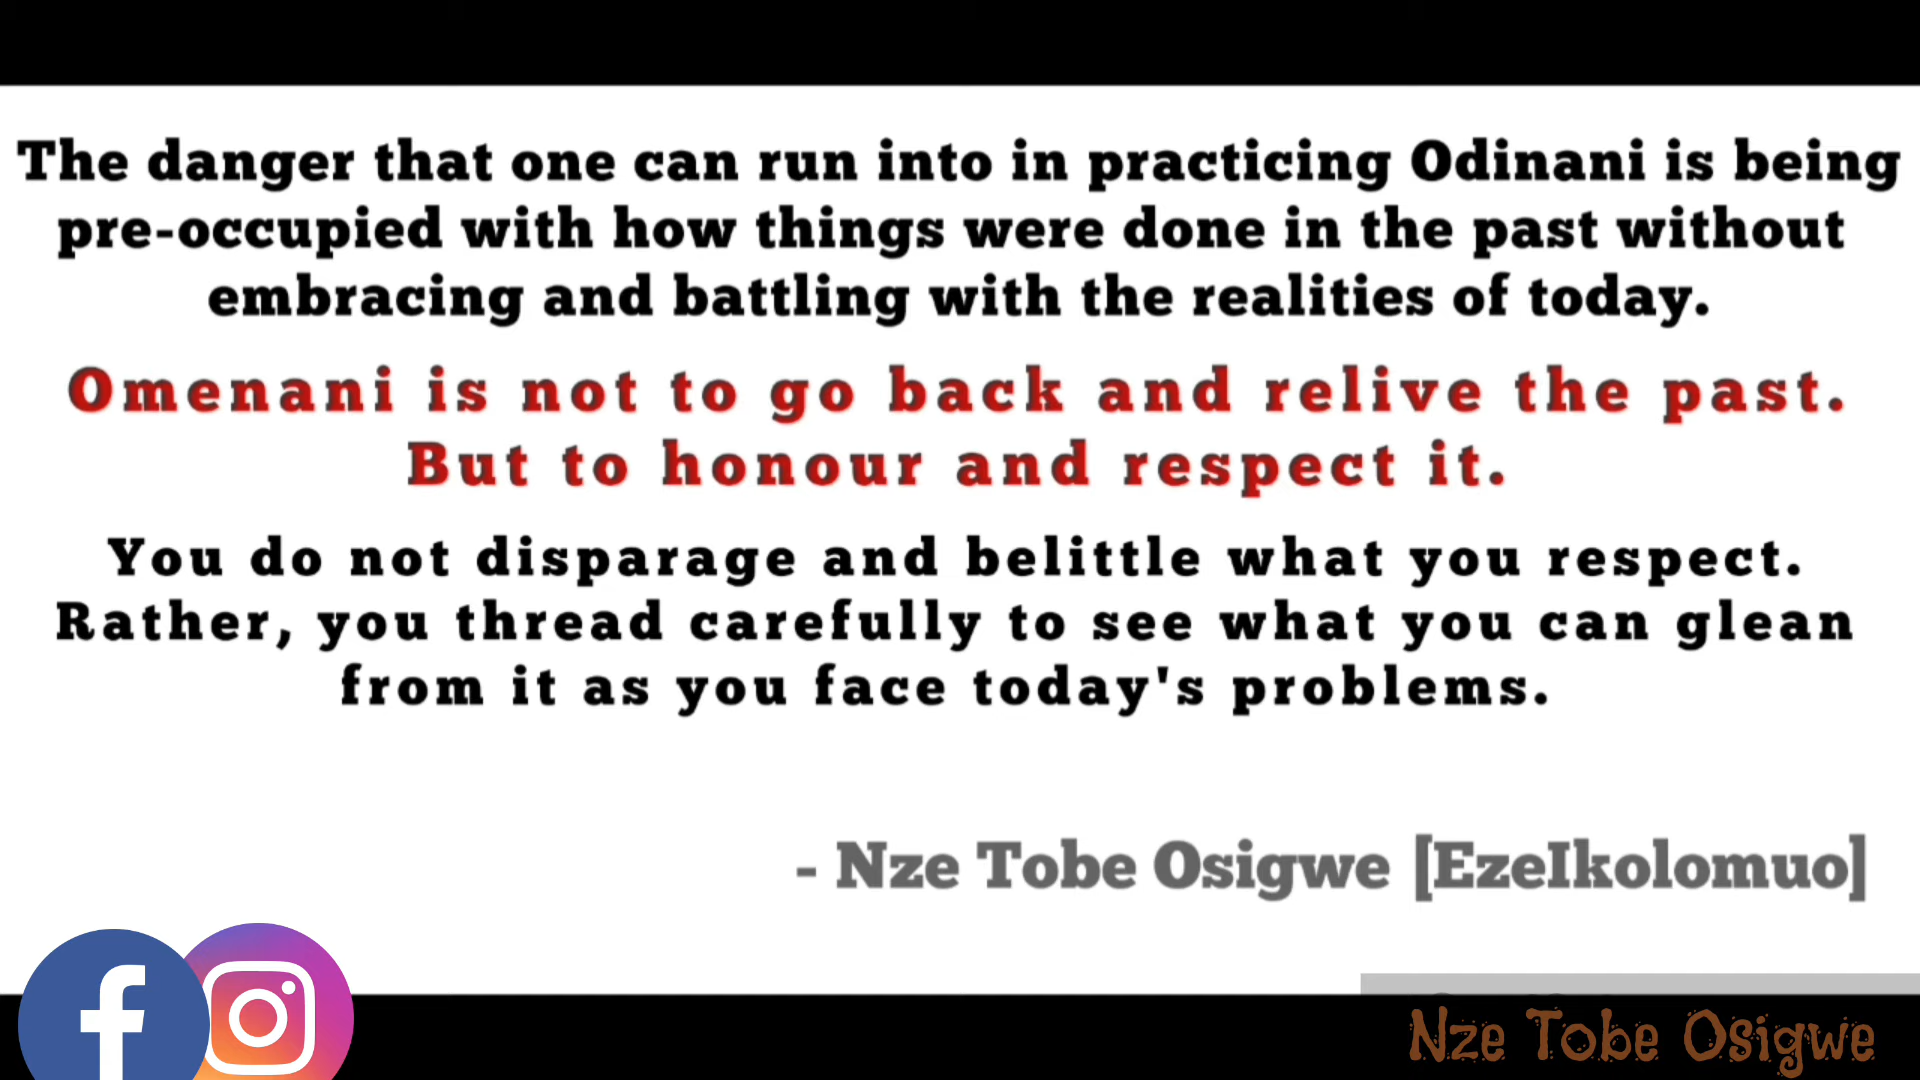 The danger that one can run into in practicing Odinani is being
pre-occupied with how things were done in the past without
embracing and battling with the realities of today.
Omenani is not to go back and relive the past.
But to honour and respect it.
You do not disparage and belittle what you respect.
Rather, you thread carefully to see what you can glean
from it as you face today's problems.
- Nze Tobe Osigwe [EzeIkolomuo]
Nze Tobe Osigwe